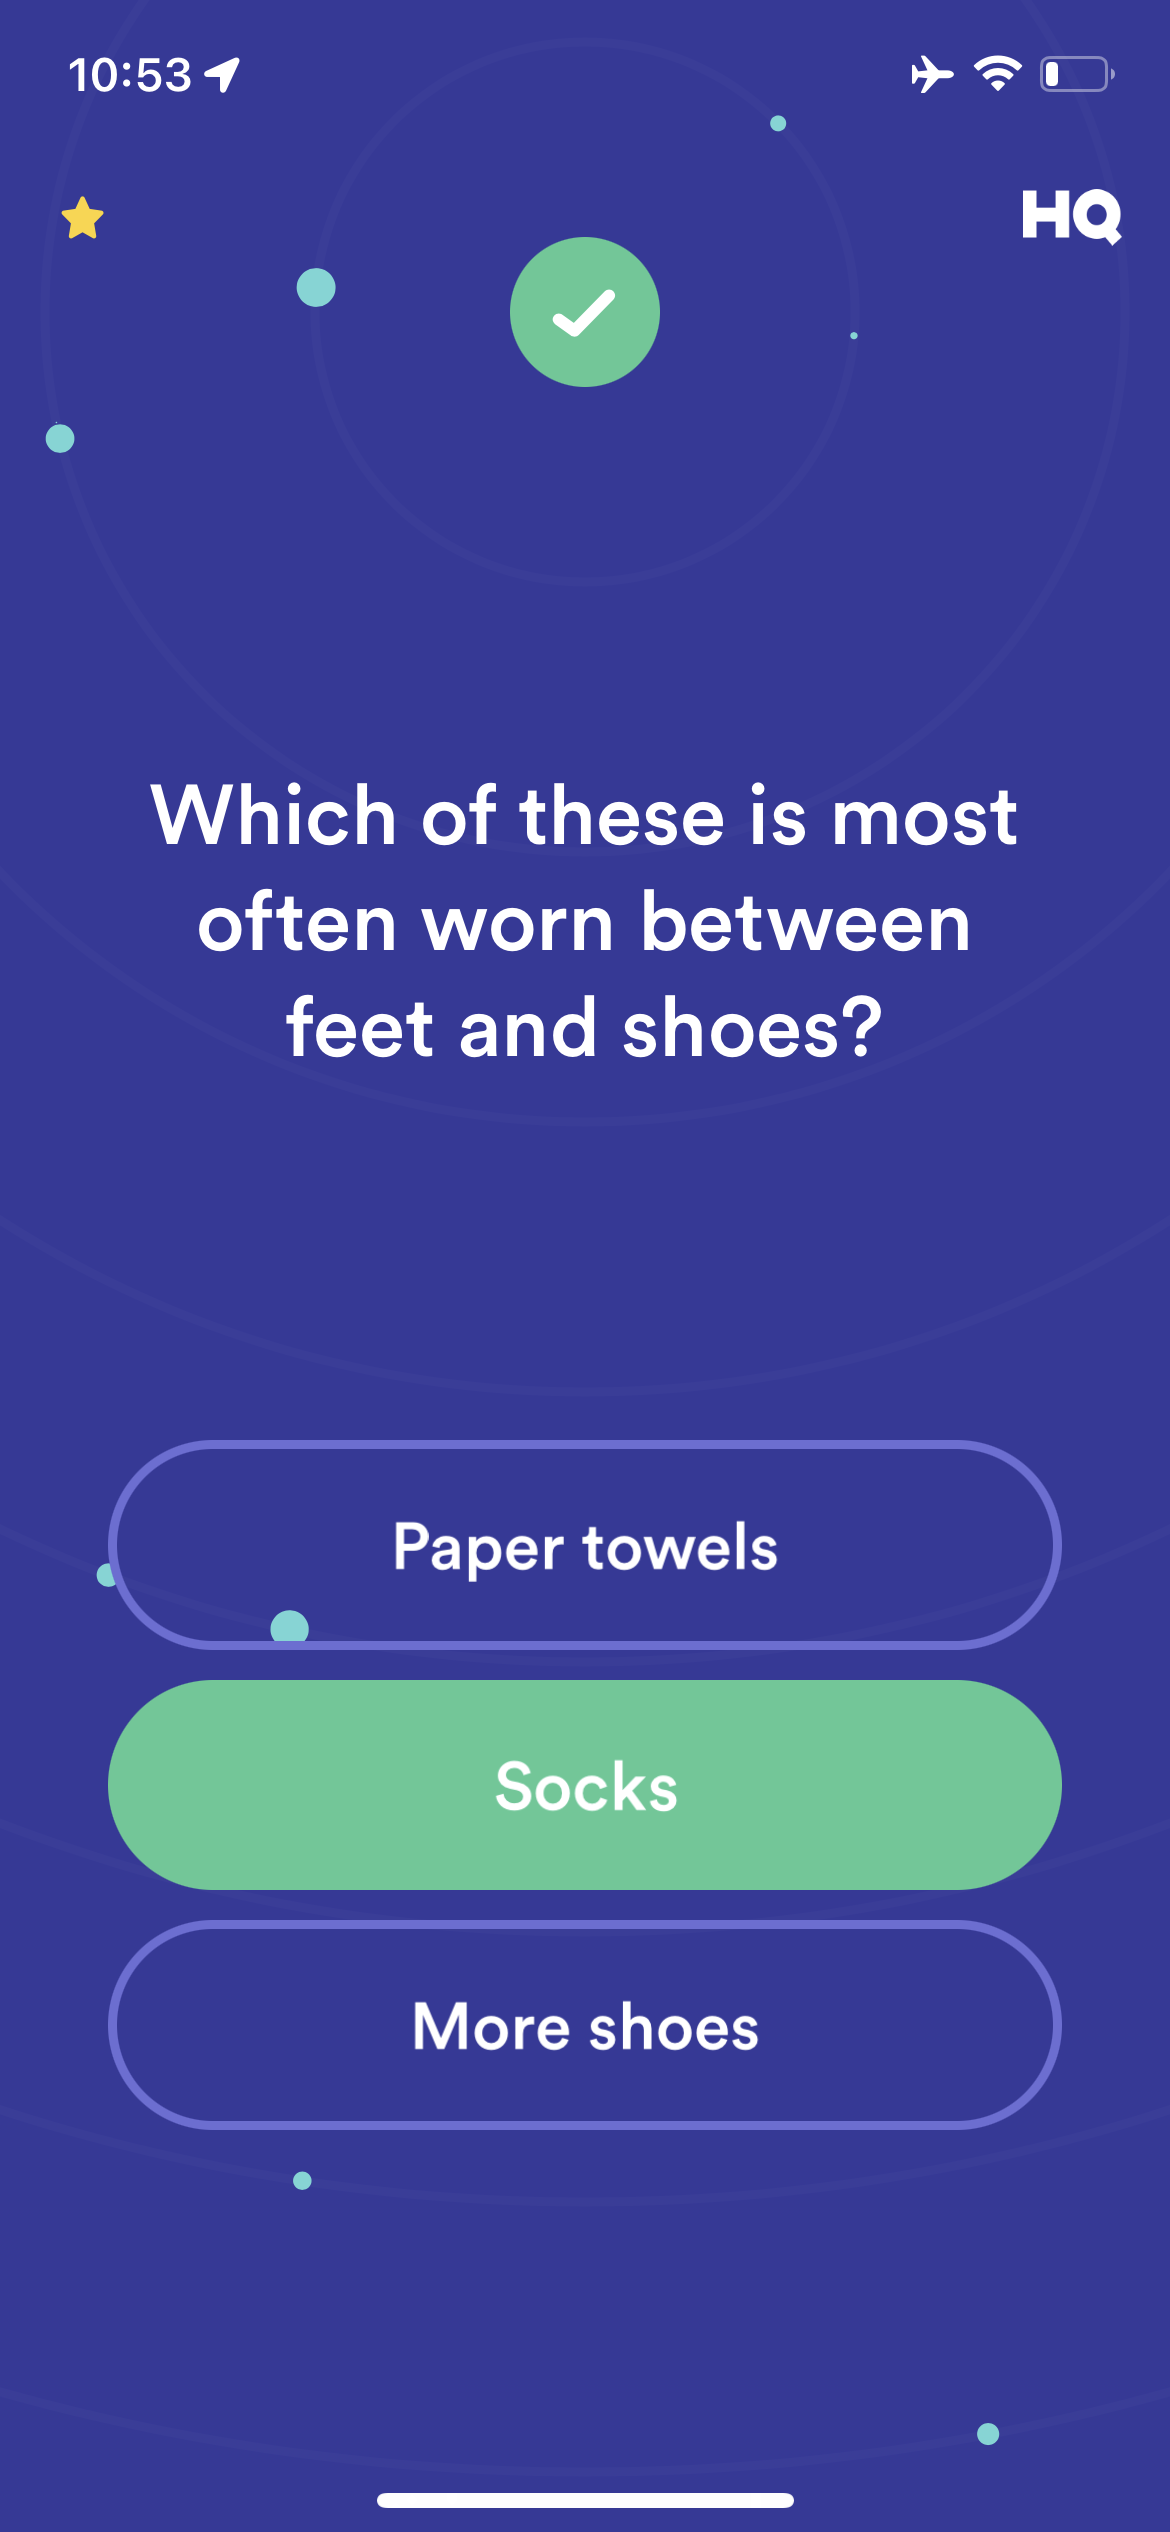 10:53
HQ
Which of these is most
often worn between
feet and shoes?
Paper towels
Socks
More shoes